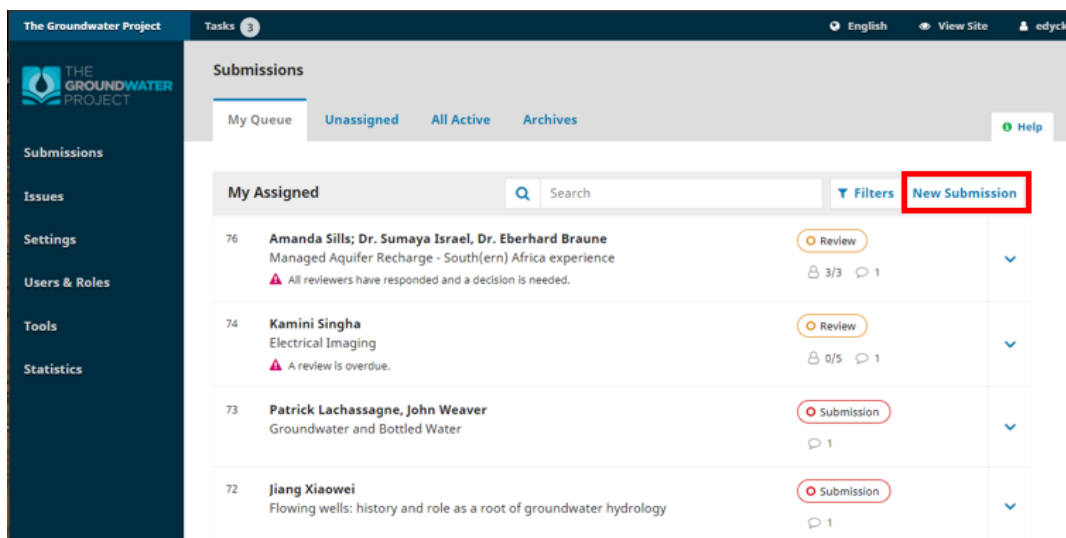 The Groundwater Project Tasks 3 English View Site edyck
THE
GROUNDWATER
PROJECT
Submissions
Issues
Settings
Users & Roles
Tools
Statistics
Submissions
My Queue Unassigned All Active Archives
Help
My Assigned Search Filters New Submission
76 Amanda Sills; Dr. Sumaya Israel, Dr. Eberhard Braune Review
Managed Aquifer Recharge - South(ern) Africa experience
All reviewers have responded and a decision is needed. 3/3 1
74 Kamini Singha Review
Electrical Imaging
A review is overdue. 0/5 1
73 Patrick Lachassagne, John Weaver Submission
Groundwater and Bottled Water
1
72 Jiang Xiaowei Submission
Flowing wells: history and role as a root of groundwater hydrology
1